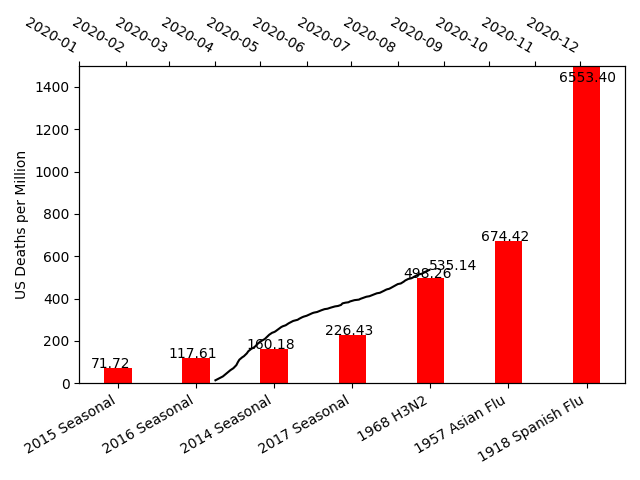 2020-01 2020-02 2020-03 2020-04 2020-05 2020-06 2020-07 2020-08 2020-09 2020-10 2020-11 2020-12
US Deaths per Million
1400
1200
1000
800
600
400
200
0
71.72
117.61
160.18
226.43
498.26
535.14
674.42
6553.40
2015 Seasonal
2016 Seasonal
2014 Seasonal
2017 Seasonal
1968 H3N2
1957 Asian Flu
1918 Spanish Flu